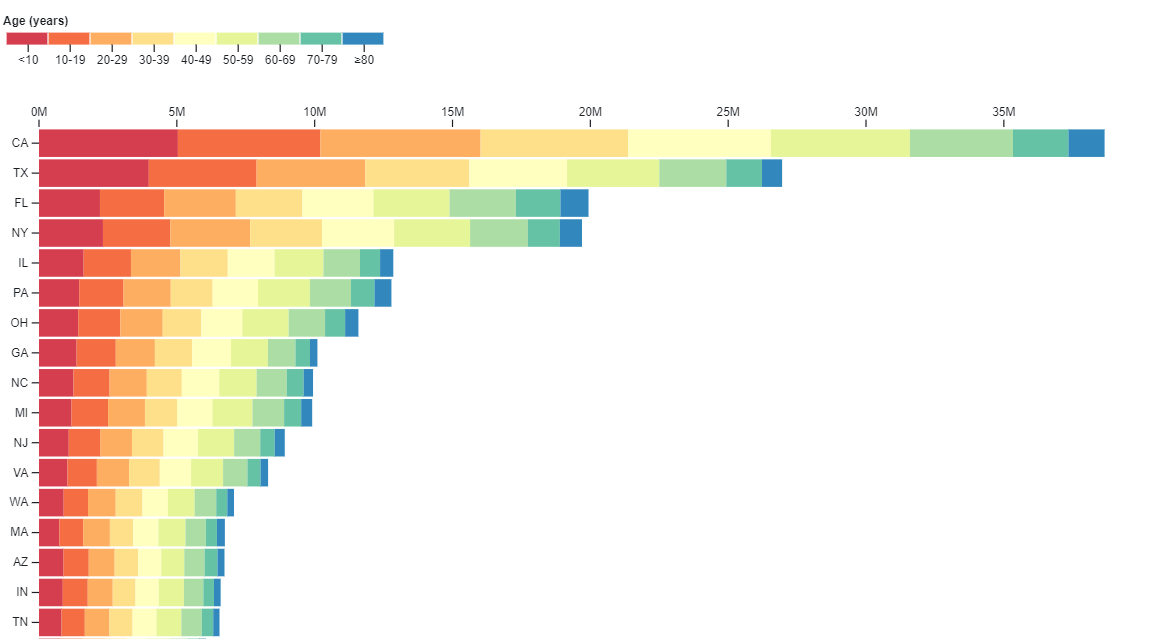 Age (years)
<10 10-19 20-29 30-39 40-49 50-59 60-69 70-79 ≥80
0M 5M 10M 15M 20M 25M 30M 35M
CA
TX
FL
NY
IL
PA
OH
GA
NC
MI
NJ
VA
WA
MA
AZ
IN
TN